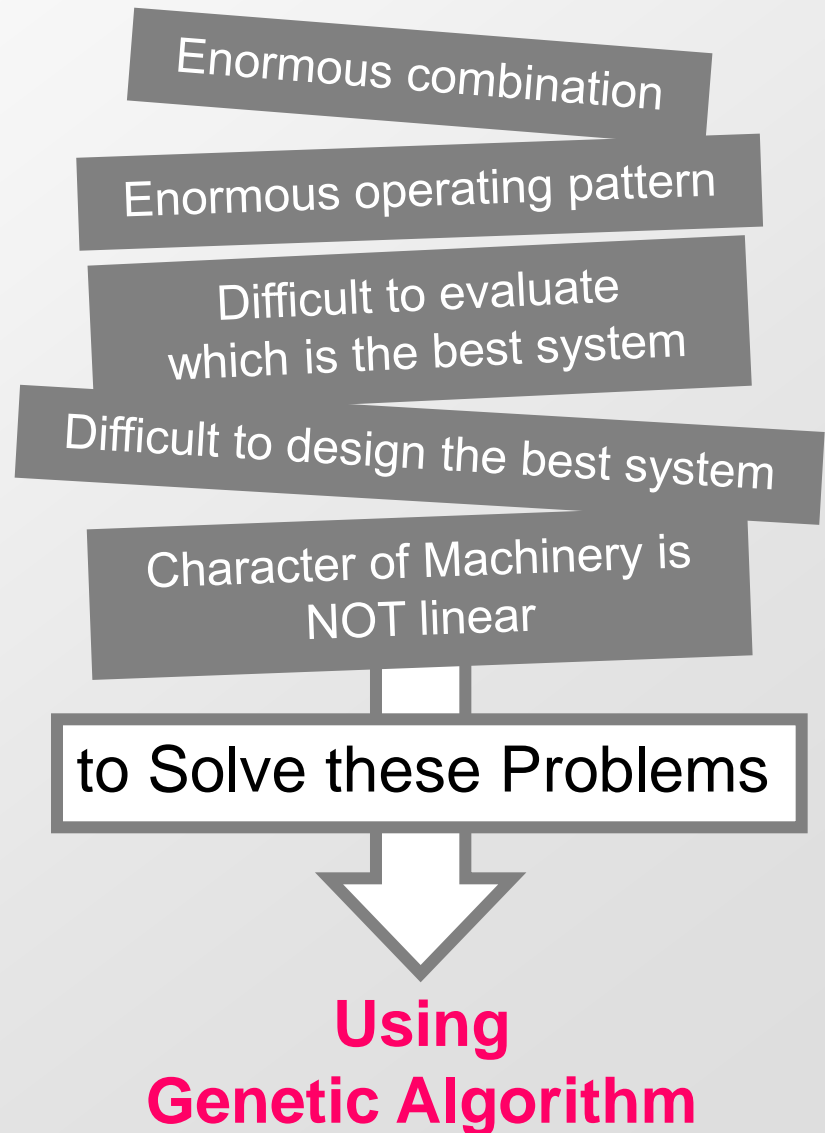 Enormous combination
Enormous operating pattern
Difficult to evaluate
which is the best system
Difficult to design the best system
Character of Machinery is
NOT linear
to Solve these Problems
Using
Genetic Algorithm